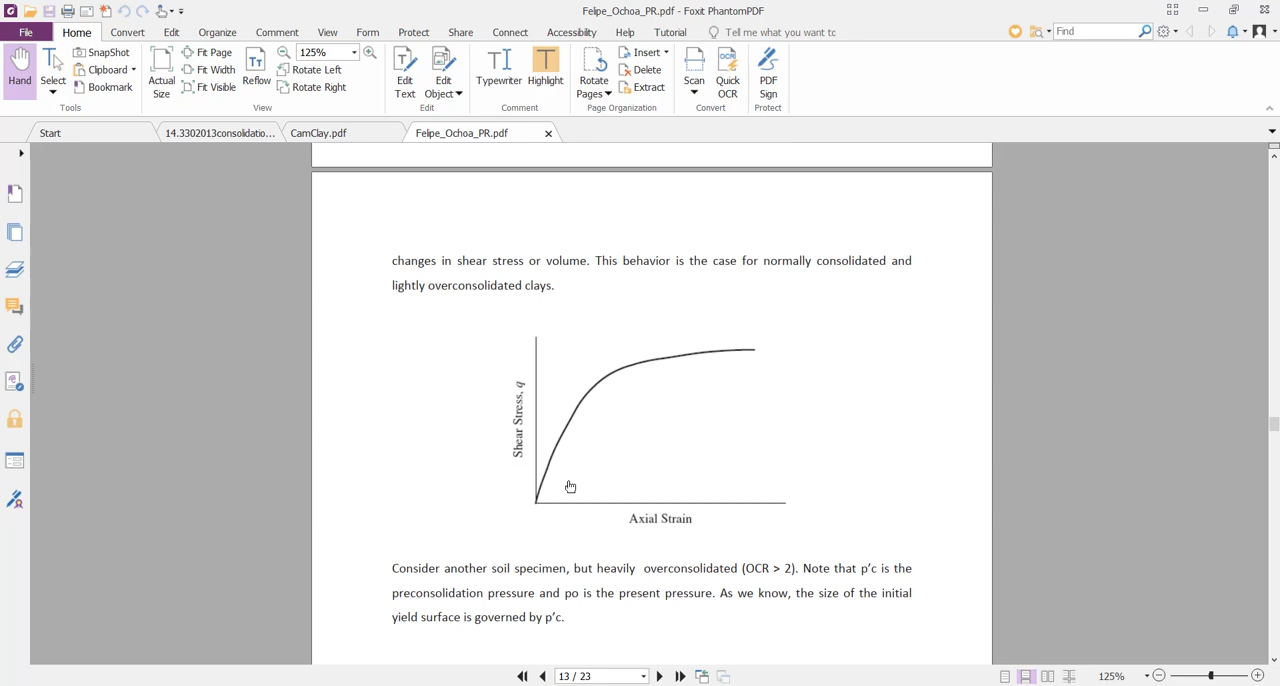 Felipe_Ochoa_PR.pdf - Foxit PhantomPDF
File Home Convert Edit Organize Comment View Form Protect Share Connect Accessibility Help Tutorial Tell me what you want tc Find
Hand
Select
SnapShot
Clipboard
Bookmark
Tools
Actual Size
Fit Page
Fit Width
Fit Visible
Reflow
125%
Rotate Left
Rotate Right
View
Edit Text
Edit Object
Edit
Typewriter
Highlight
Comment
Rotate Pages
Insert
Delete
Extract
Page Organization
Scan
Quick OCR
Convert
PDF Sign
Protect
Start 14.3302013consolidatio... CamClay.pdf Felipe_Ochoa_PR.pdf
changes in shear stress or volume. This behavior is the case for normally consolidated and
lightly overconsolidated clays.
Shear Stress, q
Axial Strain
Consider another soil specimen, but heavily overconsolidated (OCR > 2). Note that p’c is the
preconsolidation pressure and po is the present pressure. As we know, the size of the initial
yield surface is governed by p’c.
13 / 23
125%